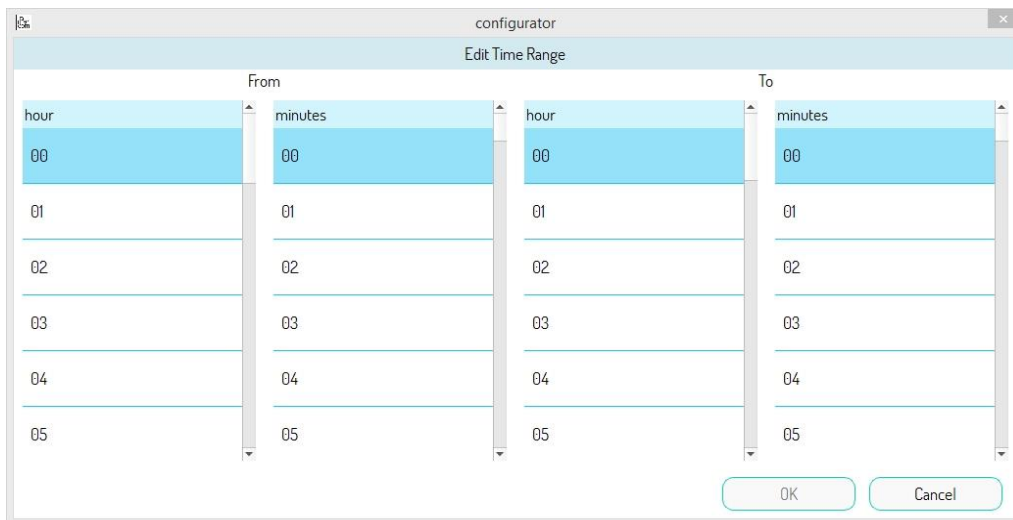 configurator
Edit Time Range
From To
hour minutes hour minutes
00 00 00 00
01 01 01 01
02 02 02 02
03 03 03 03
04 04 04 04
05 05 05 05
OK Cancel